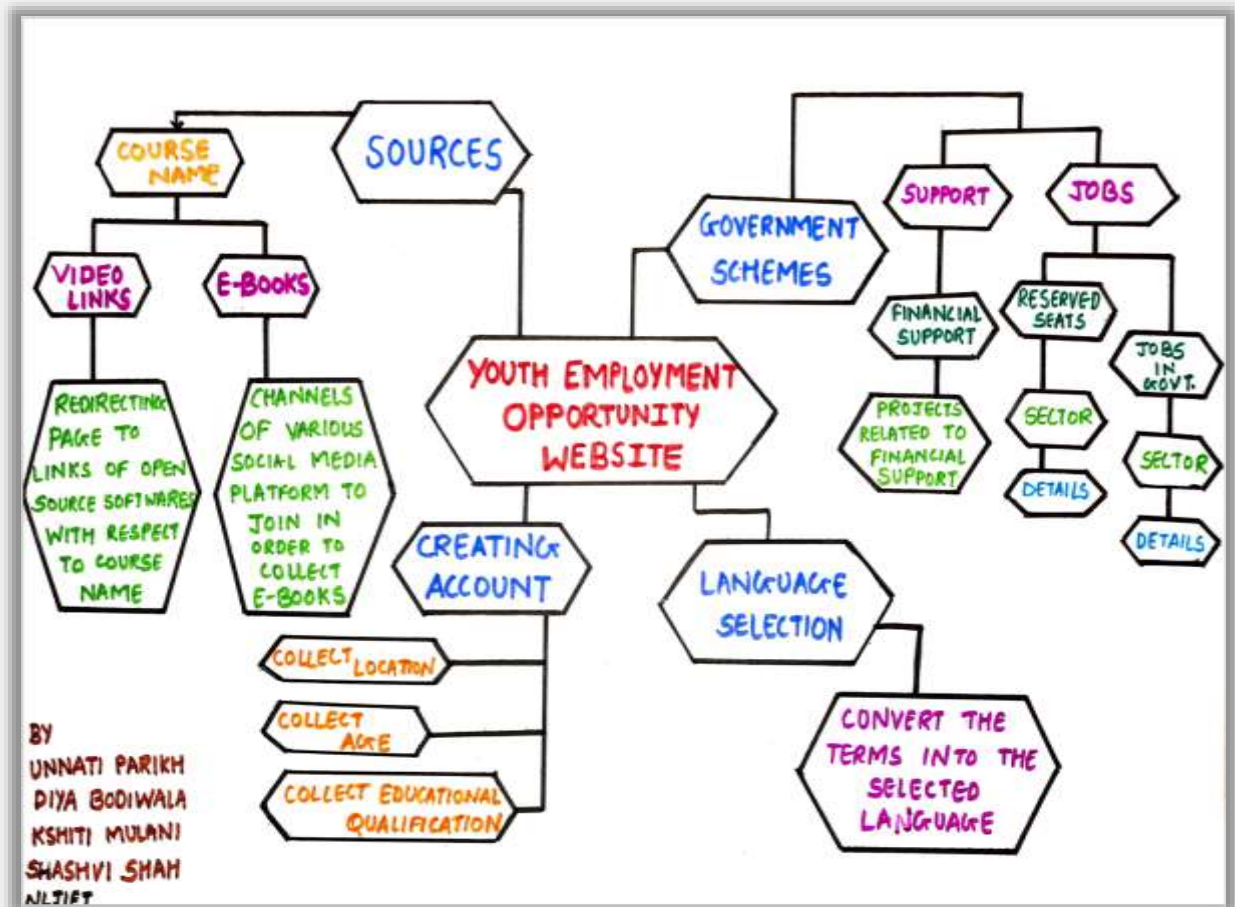 SOURCES
COURSE
NAME
VIDEO
LINKS
E-BOOKS
REDIRECTING
PAGE TO
LINKS OF OPEN
SOURCE SOFTWARES
WITH RESPECT
TO COURSE
NAME
CHANNELS
OF VARIOUS
SOCIAL MEDIA
PLATFORM TO
JOIN IN
ORDER TO
COLLECT
E-BOOKS
GOVERNMENT
SCHEMES
SUPPORT
JOBS
FINANCIAL
SUPPORT
PROJECTS
RELATED TO
FINANCIAL
SUPPORT
RESERVED
SEATS
SECTOR
DETAILS
JOBS
IN
GOVT.
SECTOR
DETAILS
YOUTH EMPLOYMENT
OPPORTUNITY
WEBSITE
CREATING
ACCOUNT
COLLECT LOCATION
COLLECT
AGE
COLLECT EDUCATIONAL
QUALIFICATION
LANGUAGE
SELECTION
CONVERT THE
TERMS INTO THE
SELECTED
LANGUAGE
BY
UNNATI PARIKH
DIYA BODIWALA
KSHITI MULANI
SHASHVI SHAH